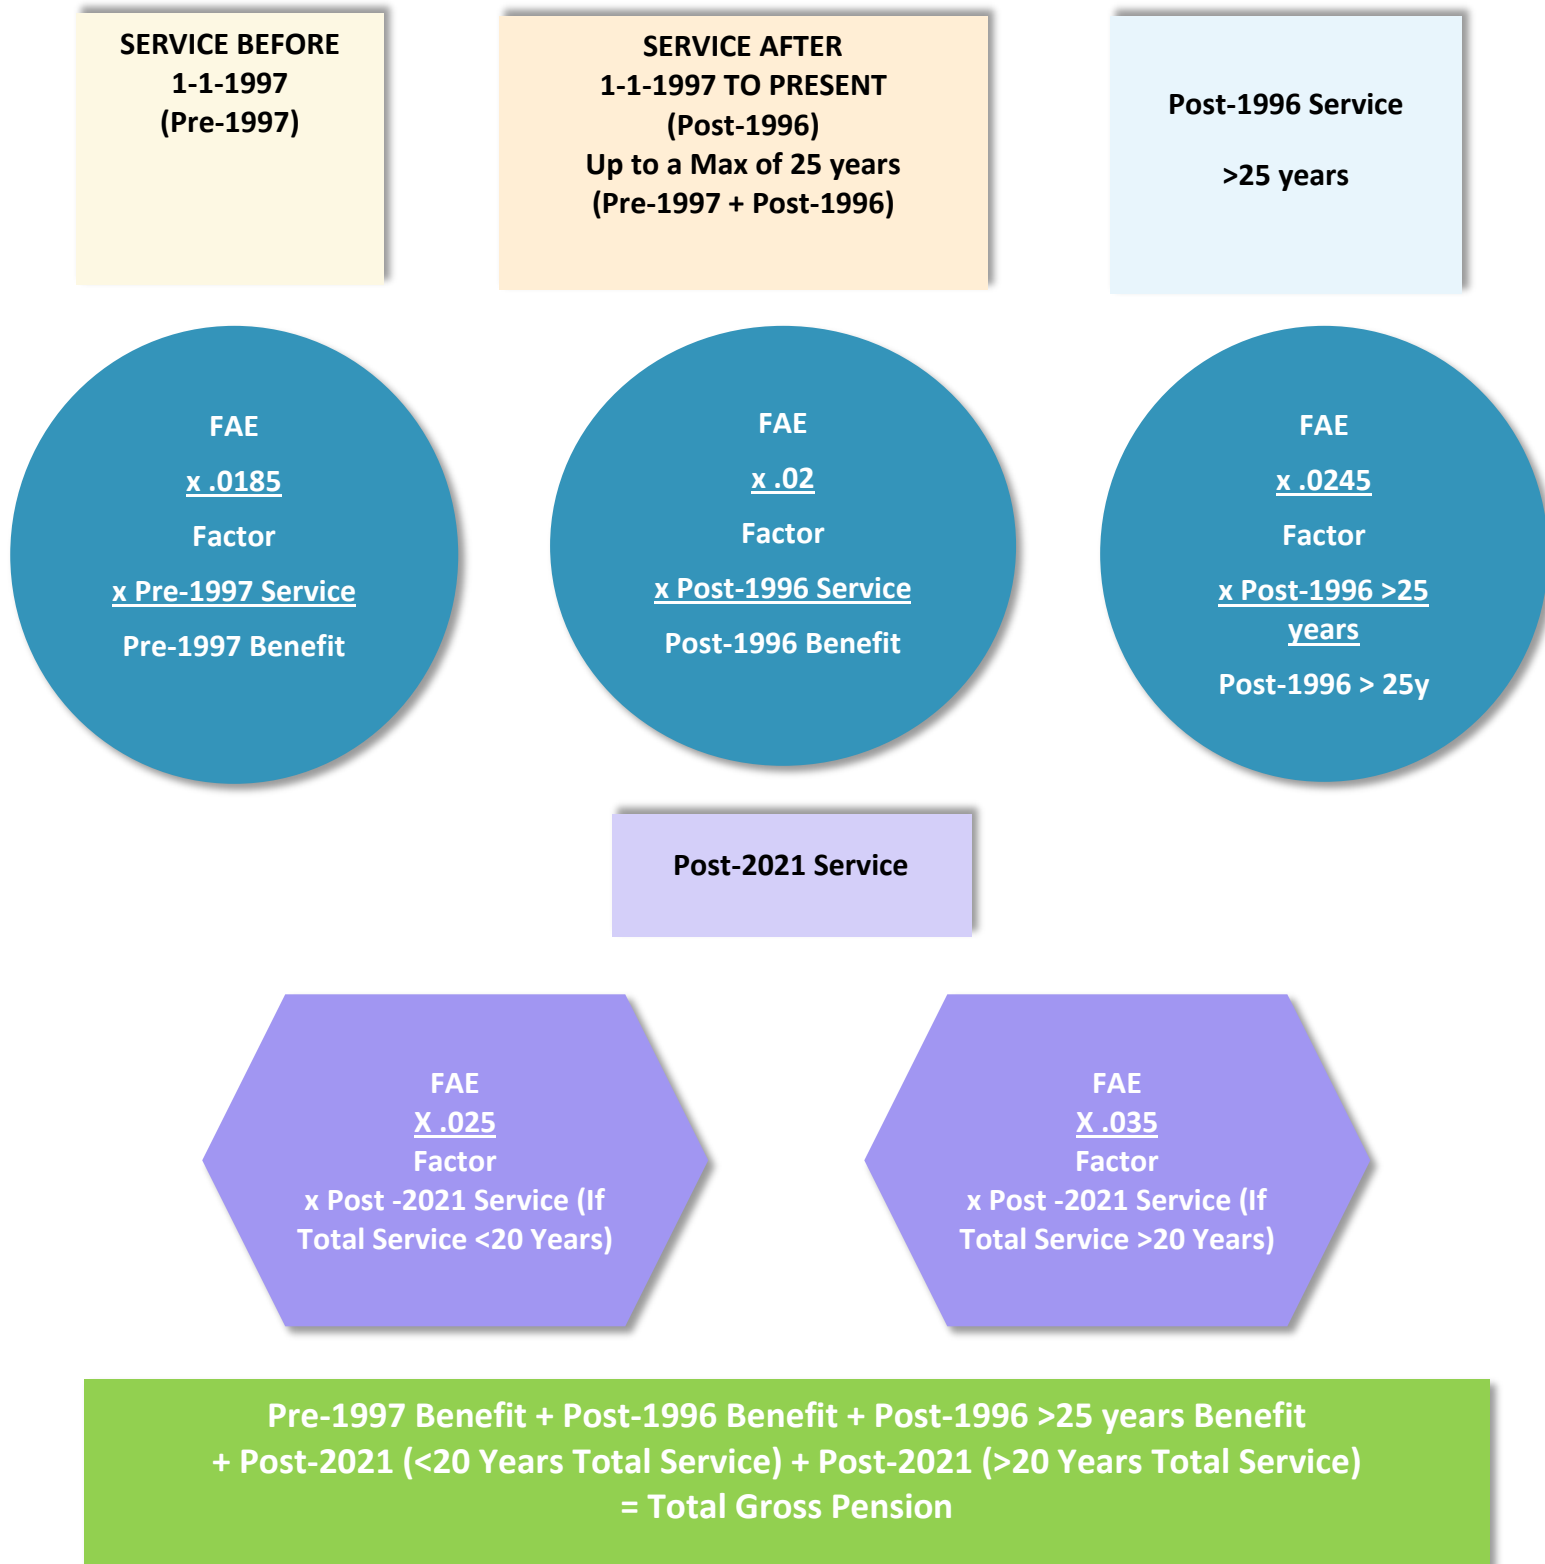 SERVICE BEFORE
1-1-1997
(Pre-1997)
SERVICE AFTER
1-1-1997 TO PRESENT
(Post-1996)
Up to a Max of 25 years
(Pre-1997 + Post-1996)
Post-1996 Service
>25 years
FAE
x .0185
Factor
x Pre-1997 Service
Pre-1997 Benefit
FAE
x .02
Factor
x Post-1996 Service
Post-1996 Benefit
FAE
x .0245
Factor
x Post-1996 >25
years
Post-1996 > 25y
Post-2021 Service
FAE
X .025
Factor
x Post -2021 Service (If
Total Service <20 Years)
FAE
X .035
Factor
x Post -2021 Service (If
Total Service >20 Years)
Pre-1997 Benefit + Post-1996 Benefit + Post-1996 >25 years Benefit
+ Post-2021 (<20 Years Total Service) + Post-2021 (>20 Years Total Service)
= Total Gross Pension